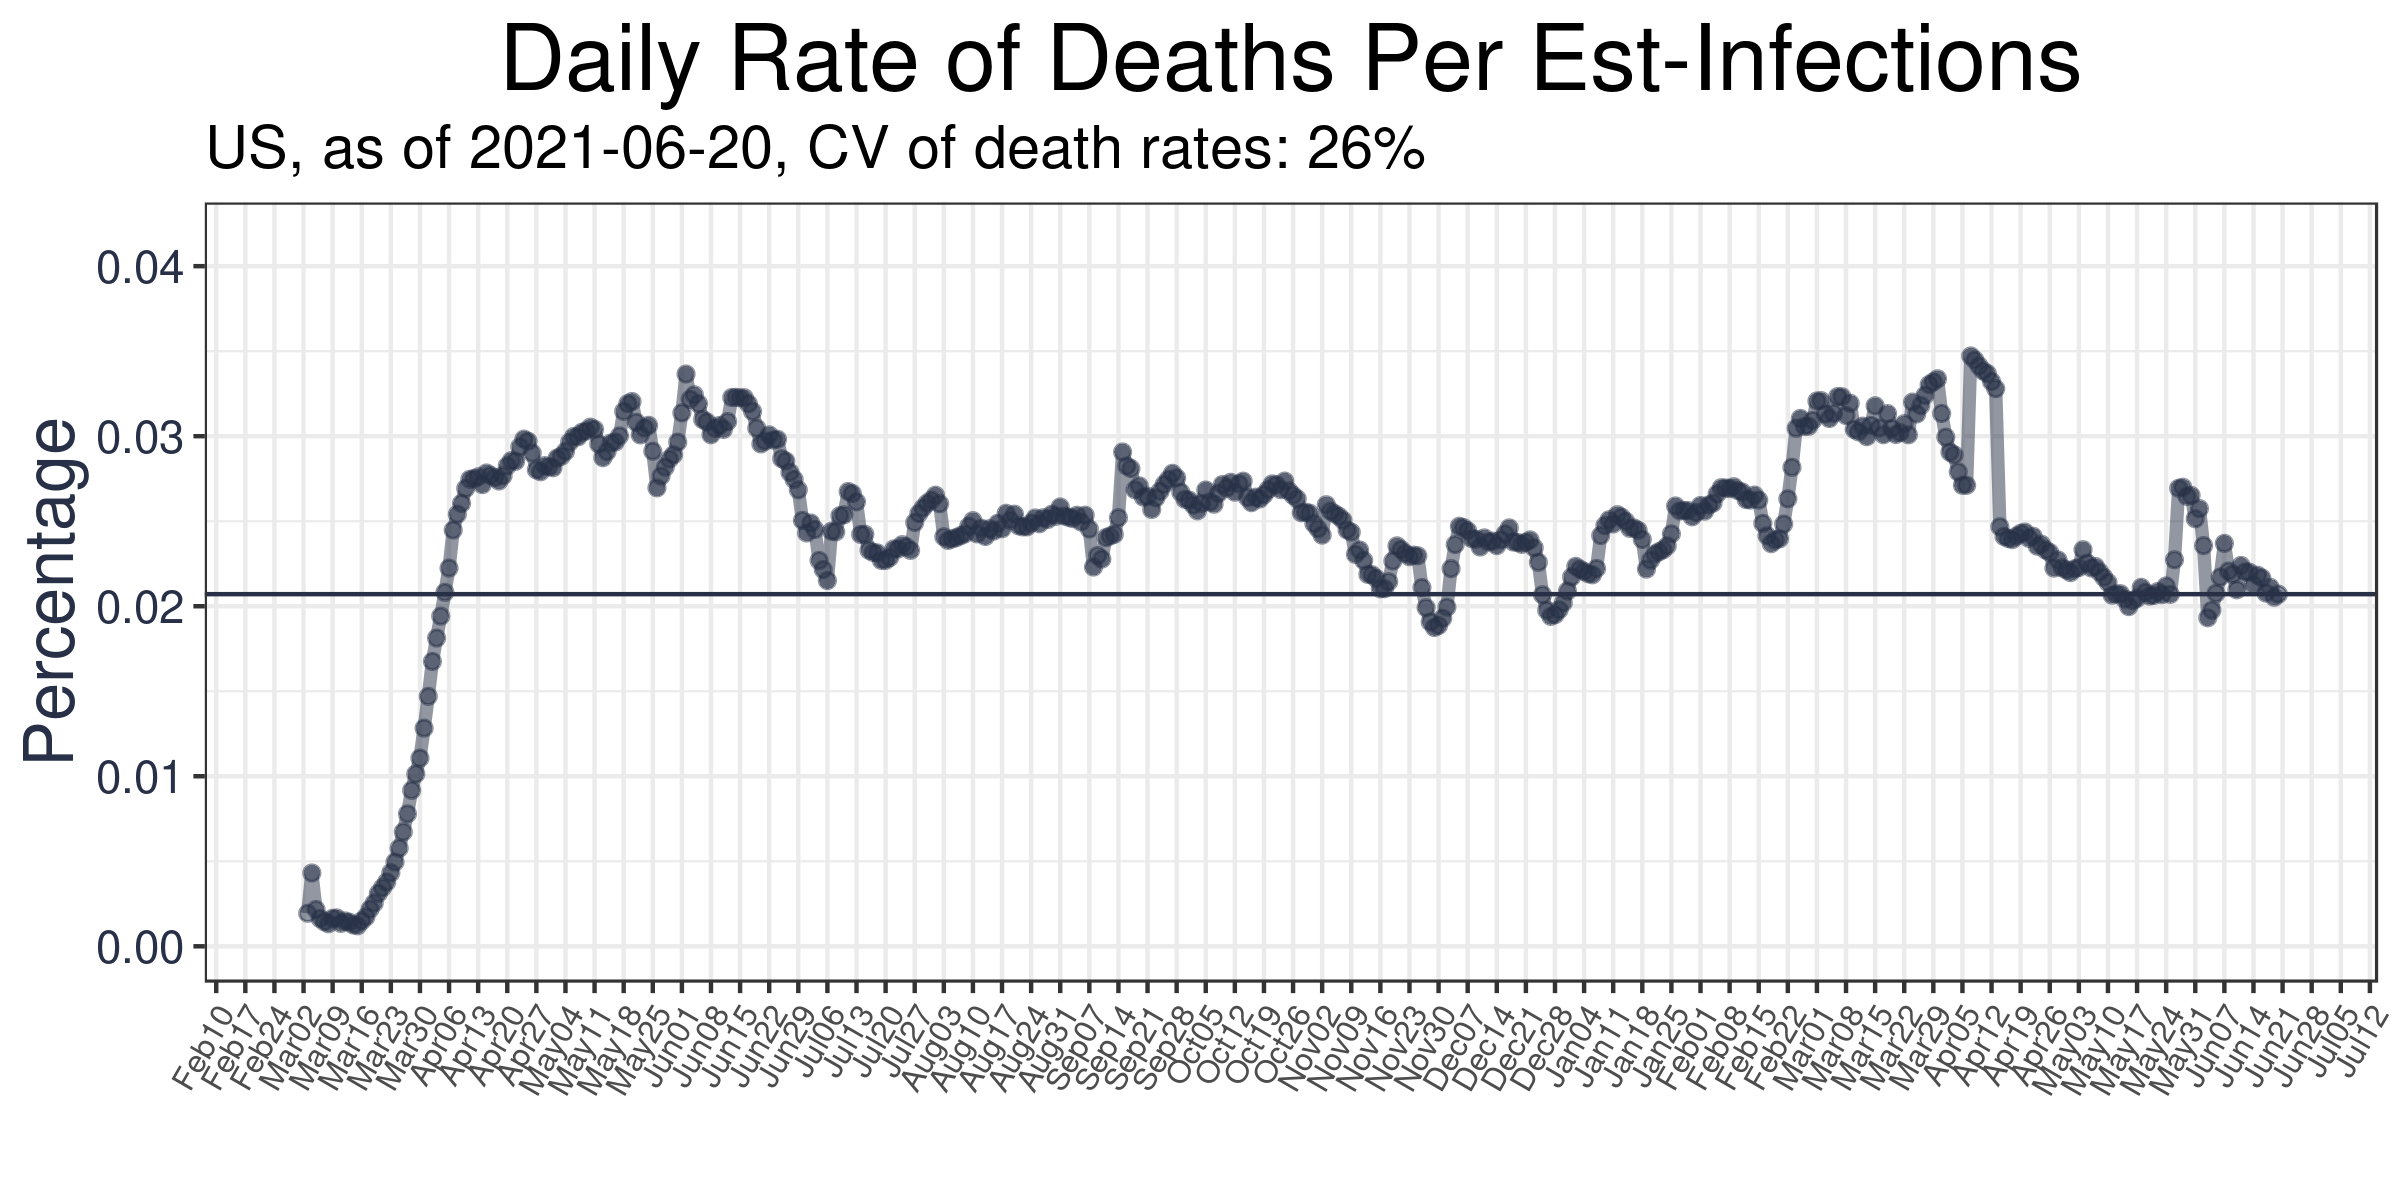 Daily Rate of Deaths Per Est-Infections
US, as of 2021-06-20, CV of death rates: 26%
Percentage
0.04
0.03
0.02
0.01
0.00
Feb10
Feb17
Feb24
Mar02
Mar09
Mar16
Mar23
Mar30
Apr06
Apr13
Apr20
Apr27
May04
May11
May18
May25
Jun01
Jun08
Jun15
Jun22
Jun29
Jul06
Jul13
Jul20
Jul27
Aug03
Aug10
Aug17
Aug24
Aug31
Sep07
Sep14
Sep21
Sep28
Oct05
Oct12
Oct19
Oct26
Nov02
Nov09
Nov16
Nov23
Nov30
Dec07
Dec14
Dec21
Dec28
Jan04
Jan11
Jan18
Jan25
Feb01
Feb08
Feb15
Feb22
Mar01
Mar08
Mar15
Mar22
Mar29
Apr05
Apr12
Apr19
Apr26
May03
May10
May17
May24
May31
Jun07
Jun14
Jun21
Jun28
Jul05
Jul12